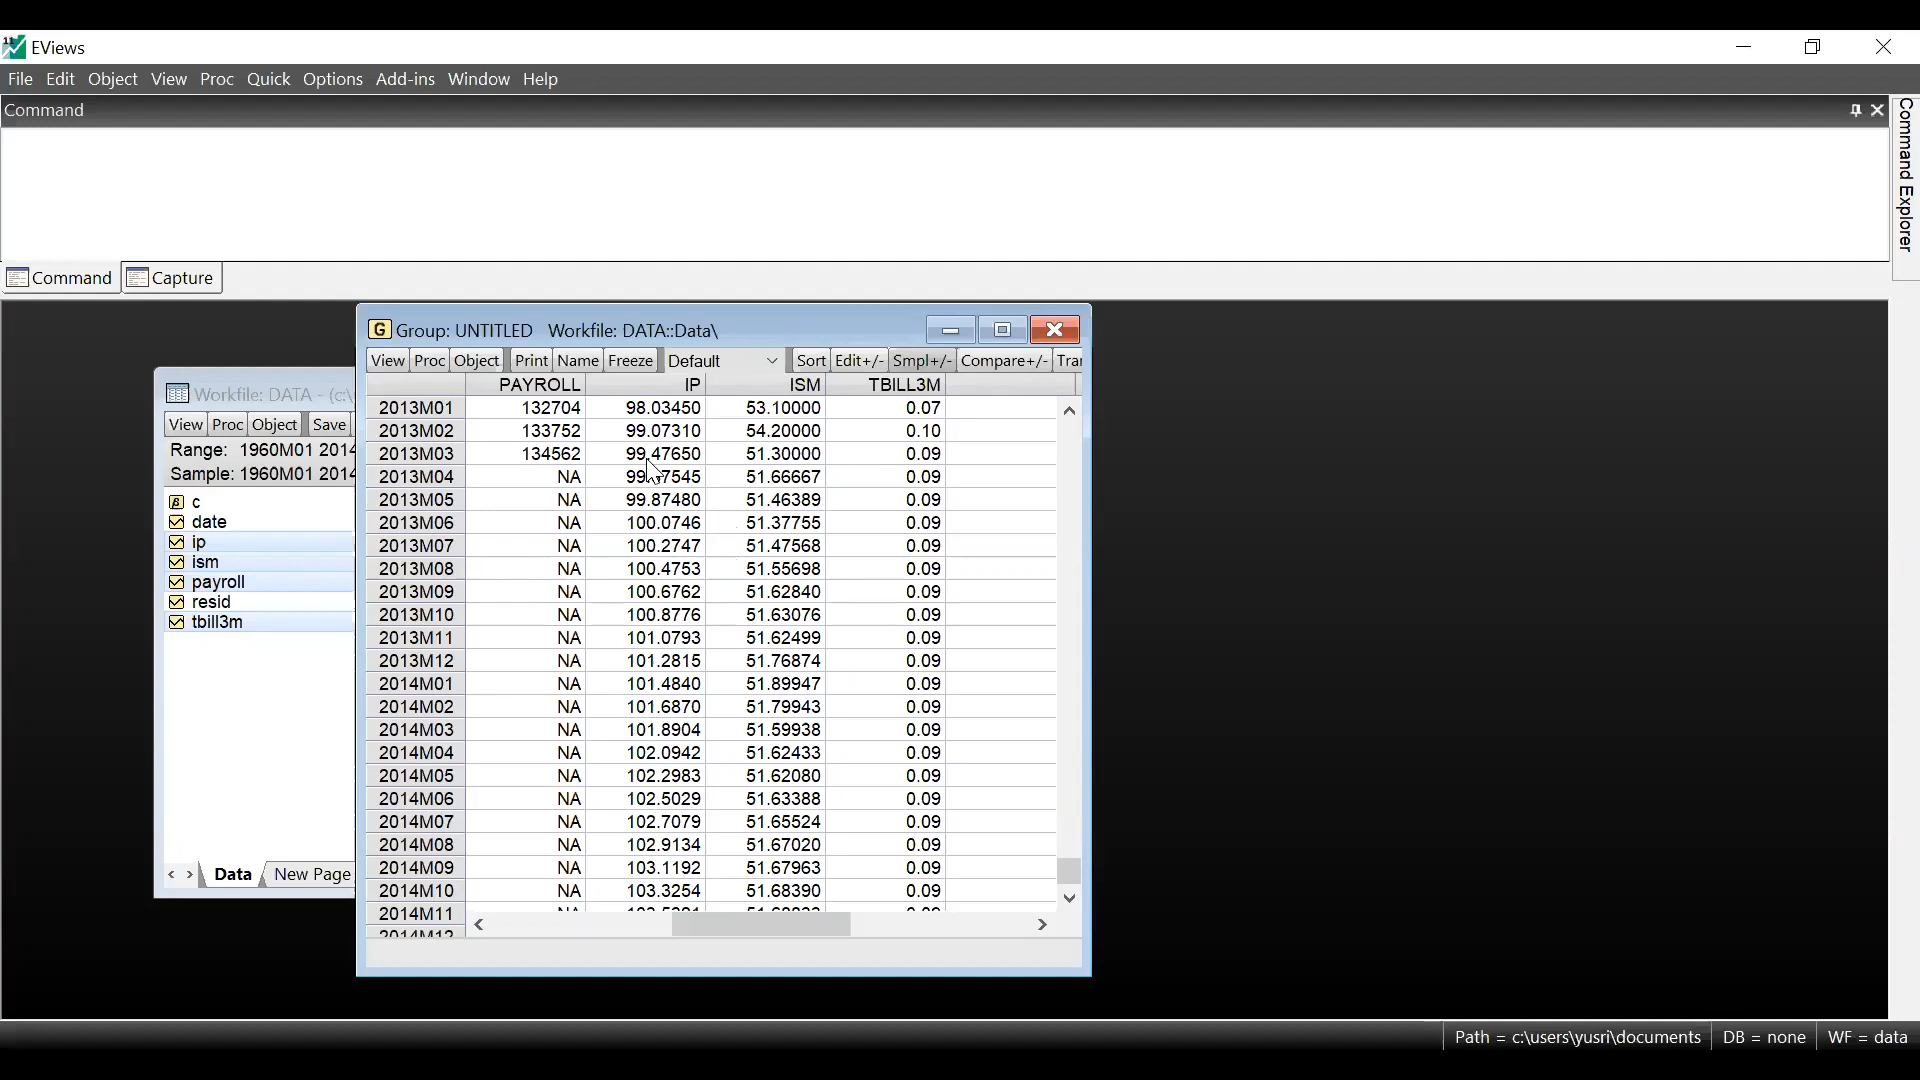 EViews
File Edit Object View Proc Quick Options Add-ins Window Help
Command
Command Explorer
Command Capture
Group: UNTITLED Workfile: DATA::Data\
View Proc Object Print Name Freeze Default Sort Edit+/- Smpl+/- Compare+/- Tra
PAYROLL IP ISM TBILL3M
2013M01 132704 98.03450 53.10000 0.07
2013M02 133752 99.07310 54.20000 0.10
2013M03 134562 99.47650 51.30000 0.09
2013M04 NA 51.66667 0.09
2013M05 NA 99.87480 51.46389 0.09
2013M06 NA 100.0746 51.37755 0.09
2013M07 NA 100.2747 51.47568 0.09
2013M08 NA 100.4753 51.55698 0.09
2013M09 NA 100.6762 51.62840 0.09
2013M10 NA 100.8776 51.63076 0.09
2013M11 NA 101.0793 51.62499 0.09
2013M12 NA 101.2815 51.76874 0.09
2014M01 NA 101.4840 51.89947 0.09
2014M02 NA 101.6870 51.79943 0.09
2014M03 NA 101.8904 51.59938 0.09
2014M04 NA 102.0942 51.62433 0.09
2014M05 NA 102.2983 51.62080 0.09
2014M06 NA 102.5029 51.63388 0.09
2014M07 NA 102.7079 51.65524 0.09
2014M08 NA 102.9134 51.67020 0.09
2014M09 NA 103.1192 51.67963 0.09
2014M10 NA 103.3254 51.68390 0.09
2014M11
2014M12
Workfile: DATA - (c:\
View Proc Object Save
Range: 1960M01 2014
Sample: 1960M01 2014
c
date
ip
ism
payroll
resid
tbill3m
Data New Page
Path = c:\users\yusri\documents DB = none WF = data